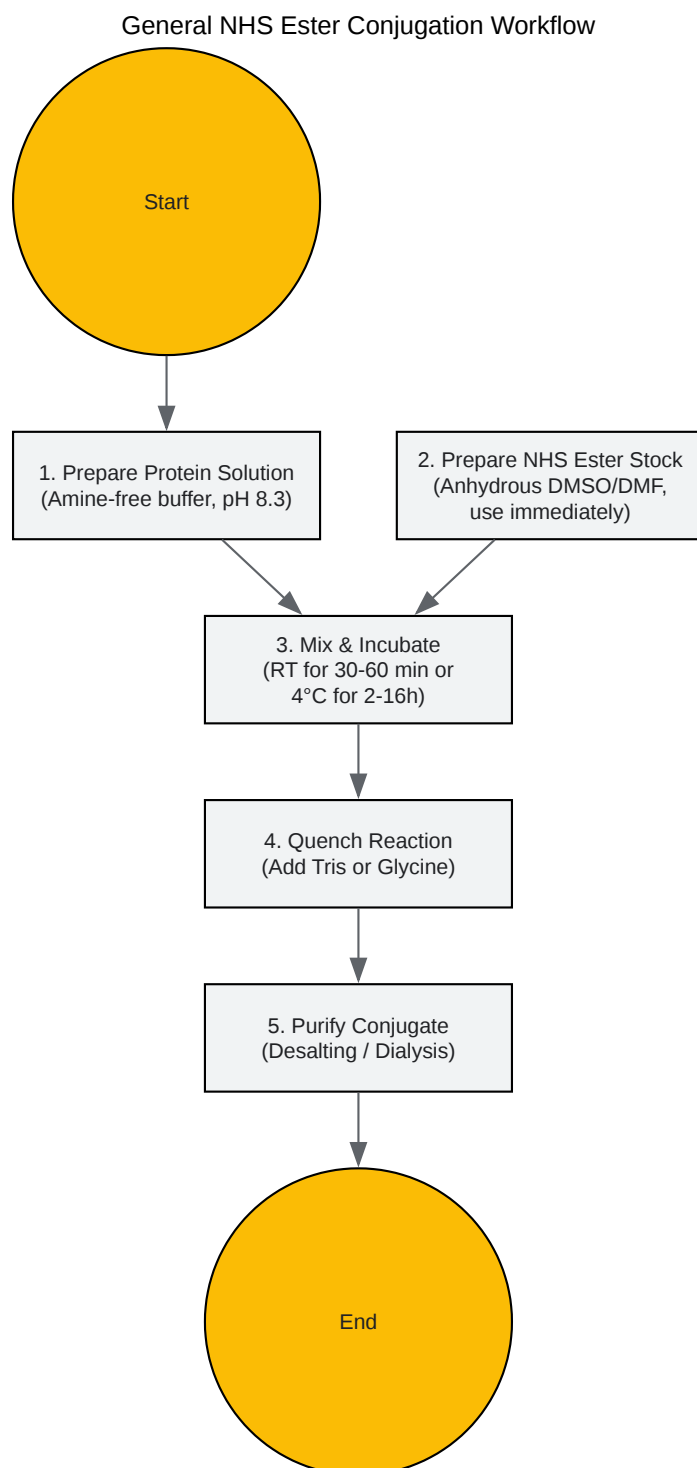 General NHS Ester Conjugation Workflow
Start
1. Prepare Protein Solution
(Amine-free buffer, pH 8.3)
2. Prepare NHS Ester Stock
(Anhydrous DMSO/DMF,
use immediately)
3. Mix & Incubate
(RT for 30-60 min or
4°C for 2-16h)
4. Quench Reaction
(Add Tris or Glycine)
5. Purify Conjugate
(Desalting / Dialysis)
End